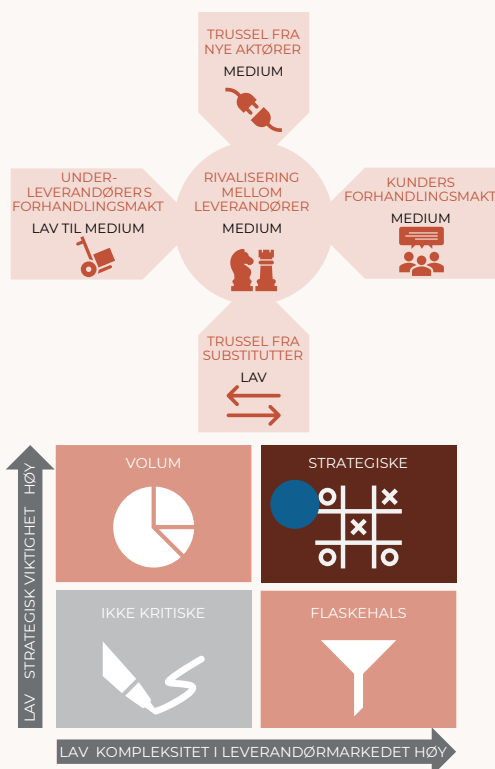 TRUSSEL FRA
NYE AKTØRER
MEDIUM
UNDER-
LEVERANDØRERS
FORHANDLINGSMAKT
LAV TIL MEDIUM
RIVALISERING
MELLOM
LEVERANDØRER
MEDIUM
KUNDERS
FORHANDLINGSMAKT
MEDIUM
TRUSSEL FRA
SUBSTITUTTER
LAV
VOLUM
STRATEGISKE
IKKE KRITISKE
FLASKEHALS
LAV STRATEGISK VIKTIGHET HØY
LAV KOMPLEKSITET I LEVERANDØRMARKEDET HØY